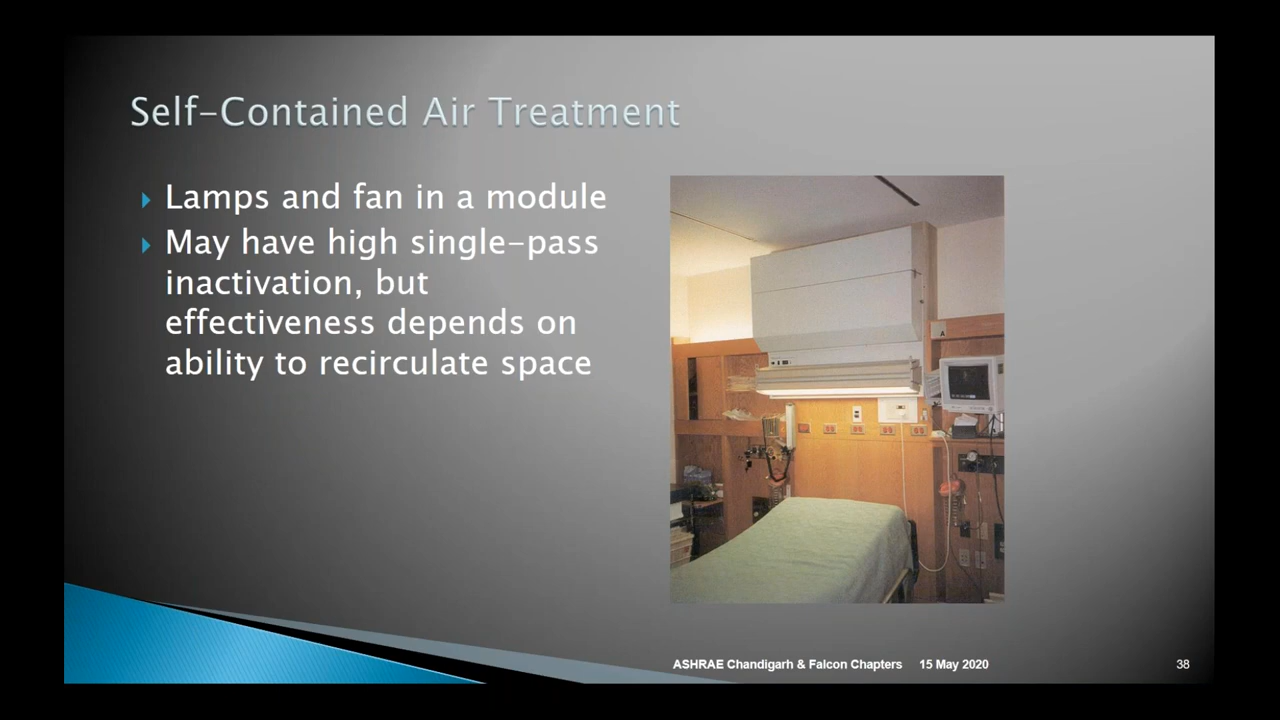 Self-Contained Air Treatment
Lamps and fan in a module
May have high single-pass
inactivation, but
effectiveness depends on
ability to recirculate space
A
ASHRAE Chandigarh & Falcon Chapters 15 May 2020 38